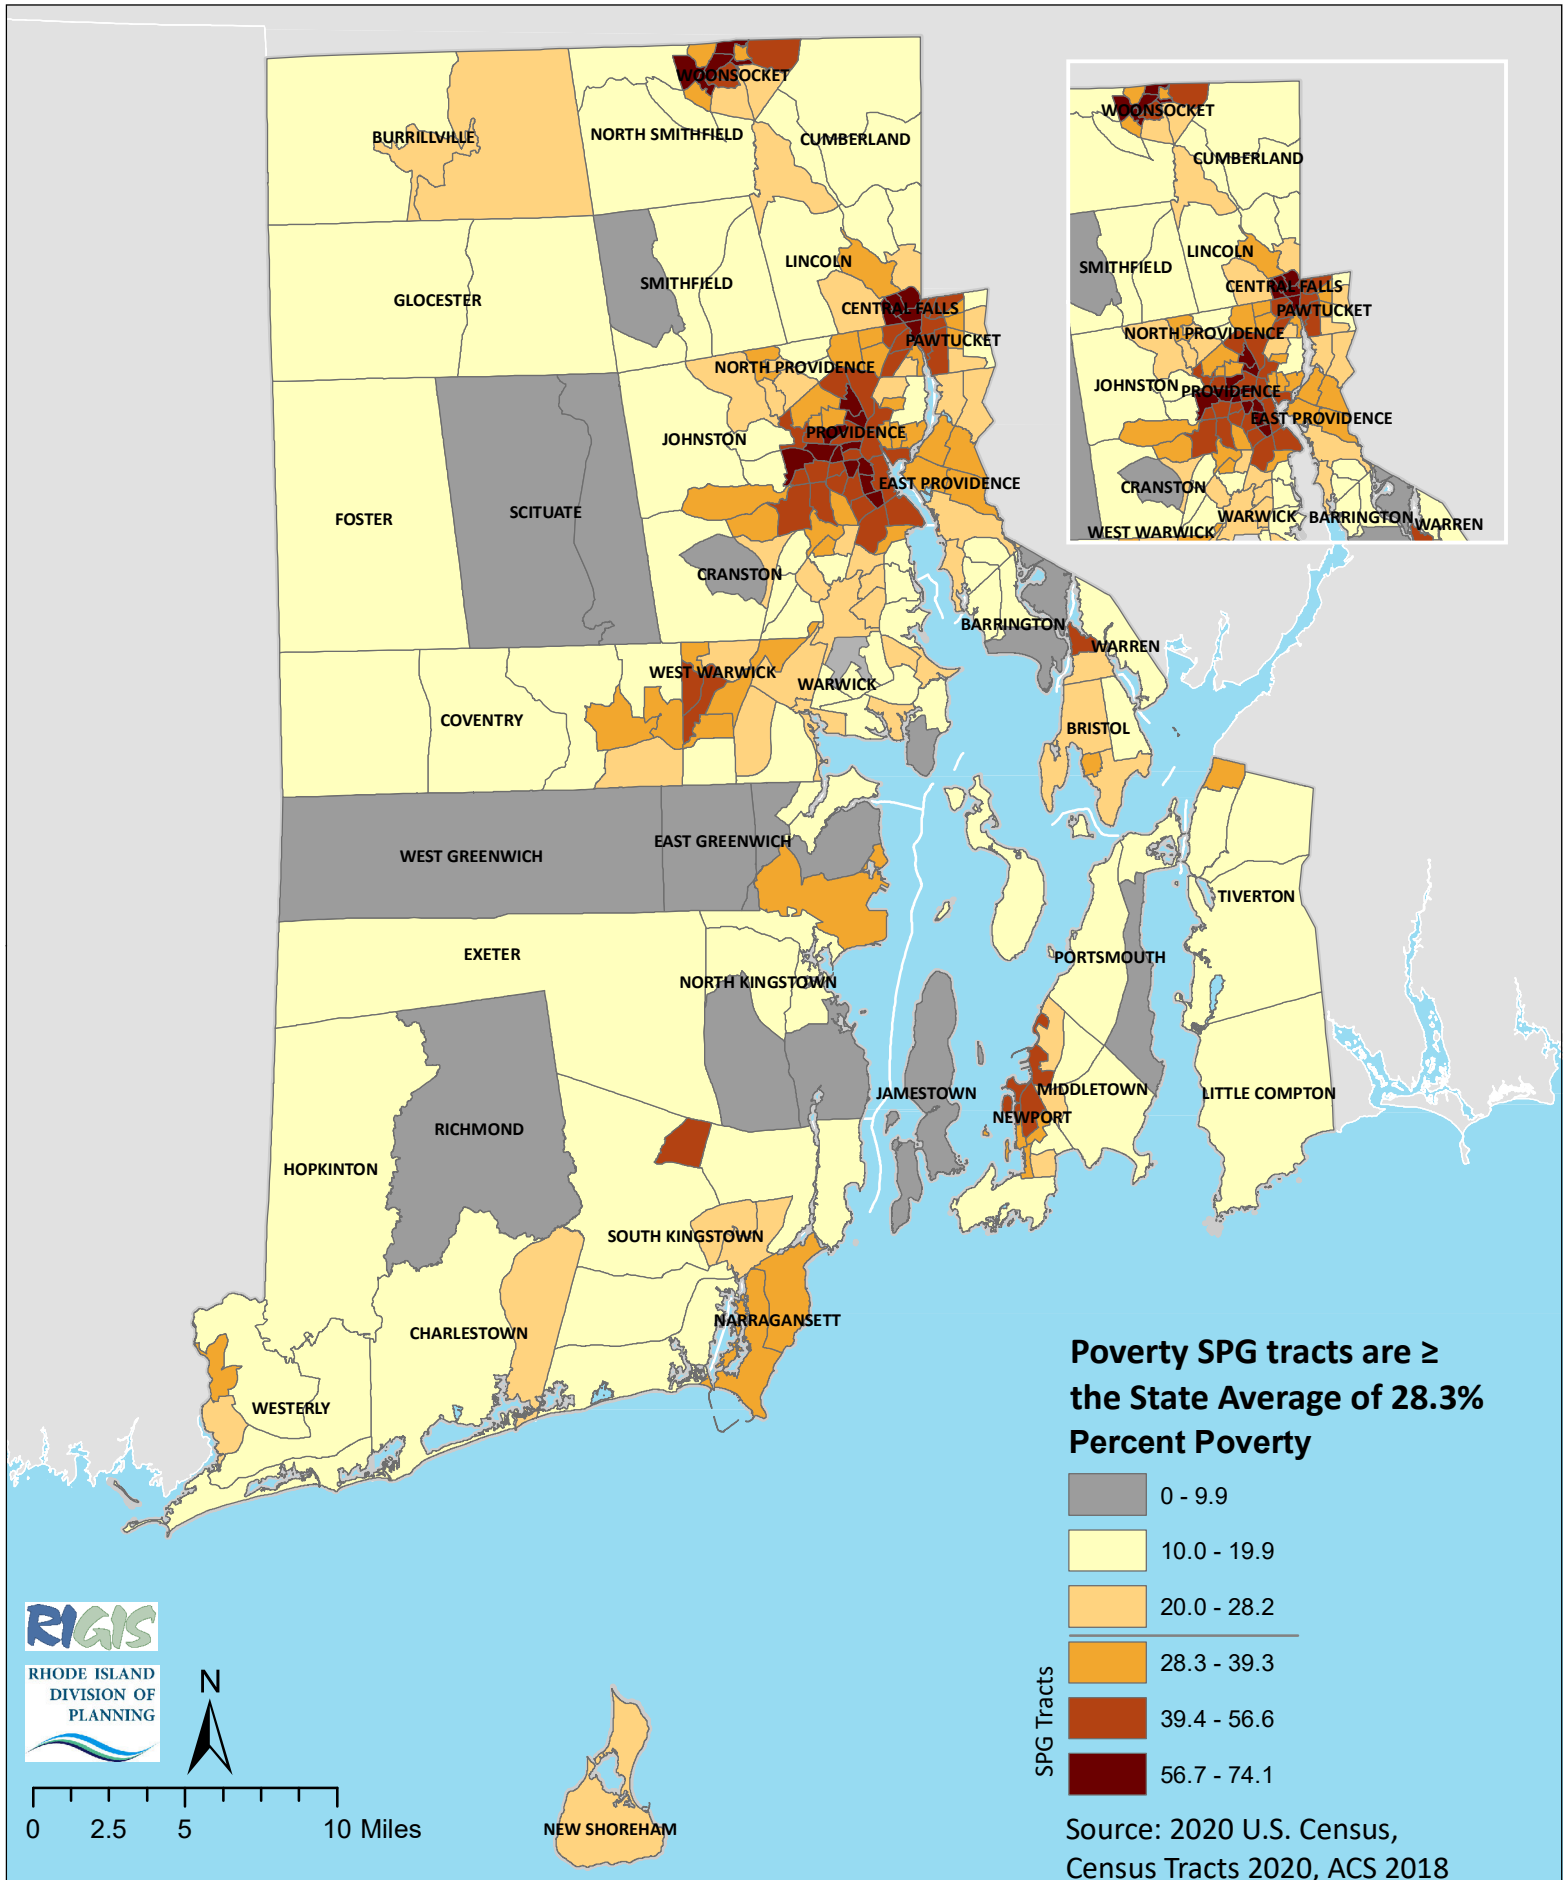 WOONSOCKET
BURRILLVILLE
NORTH SMITHFIELD
CUMBERLAND
LINCOLN
SMITHFIELD
GLOCESTER
CENTRAL FALLS
PAWTUCKET
NORTH PROVIDENCE
JOHNSTON
PROVIDENCE
EAST PROVIDENCE
FOSTER
SCITUATE
CRANSTON
BARRINGTON
WARREN
WEST WARWICK
WARWICK
COVENTRY
BRISTOL
WEST GREENWICH
EAST GREENWICH
TIVERTON
EXETER
PORTSMOUTH
NORTH KINGSTOWN
JAMESTOWN
MIDDLETOWN
LITTLE COMPTON
NEWPORT
RICHMOND
HOPKINTON
SOUTH KINGSTOWN
NARRAGANSETT
CHARLESTOWN
WESTERLY
NEW SHOREHAM
WOONSOCKET
CUMBERLAND
LINCOLN
SMITHFIELD
CENTRAL FALLS
PAWTUCKET
NORTH PROVIDENCE
JOHNSTON
PROVIDENCE
EAST PROVIDENCE
CRANSTON
WARWICK
BARRINGTON
WARREN
WEST WARWICK
Poverty SPG tracts are ≥
the State Average of 28.3%
Percent Poverty
0 - 9.9
10.0 - 19.9
20.0 - 28.2
SPG Tracts
28.3 - 39.3
39.4 - 56.6
56.7 - 74.1
Source: 2020 U.S. Census,
Census Tracts 2020, ACS 2018
RIGIS
RHODE ISLAND
DIVISION OF
PLANNING
N
0 2.5 5 10 Miles